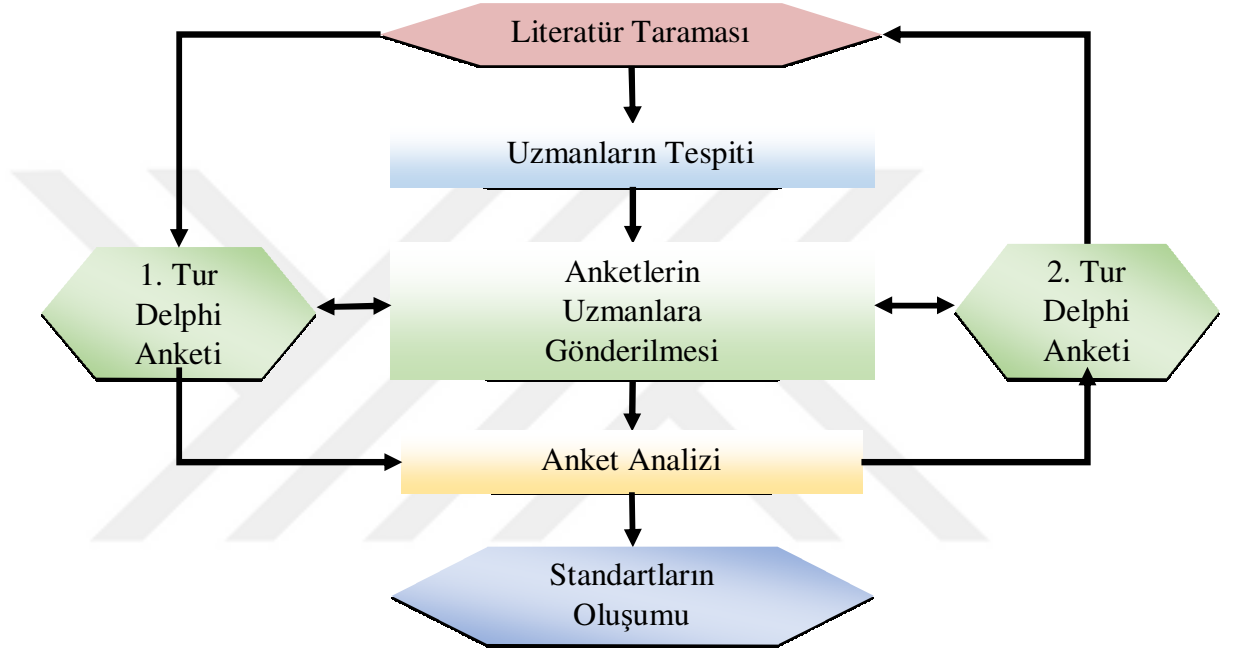 Literatür Taraması
Uzmanların Tespiti
1. Tur
Delphi
Anketi
Anketlerin
Uzmanlara
Gönderilmesi
2. Tur
Delphi
Anketi
Anket Analizi
Standartların
Oluşumu